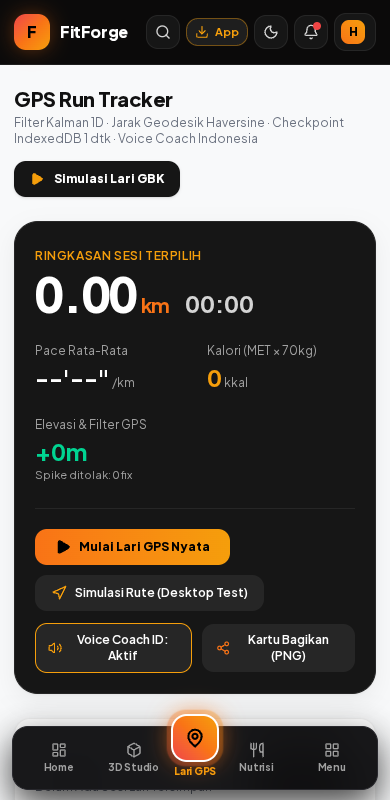 F FitForge App H
GPS Run Tracker
Filter Kalman 1D · Jarak Geodesik Haversine · Checkpoint
IndexedDB 1 dtk · Voice Coach Indonesia
Simulasi Lari GBK
RINGKASAN SESI TERPILIH
0.00 km 00:00
Pace Rata-Rata Kalori (MET × 70kg)
--'--" /km 0 kkal
Elevasi & Filter GPS
+0m
Spike ditolak: 0 fix
Mulai Lari GPS Nyata
Simulasi Rute (Desktop Test)
Voice Coach ID: Aktif
Kartu Bagikan (PNG)
Home 3D Studio Lari GPS Nutrisi Menu